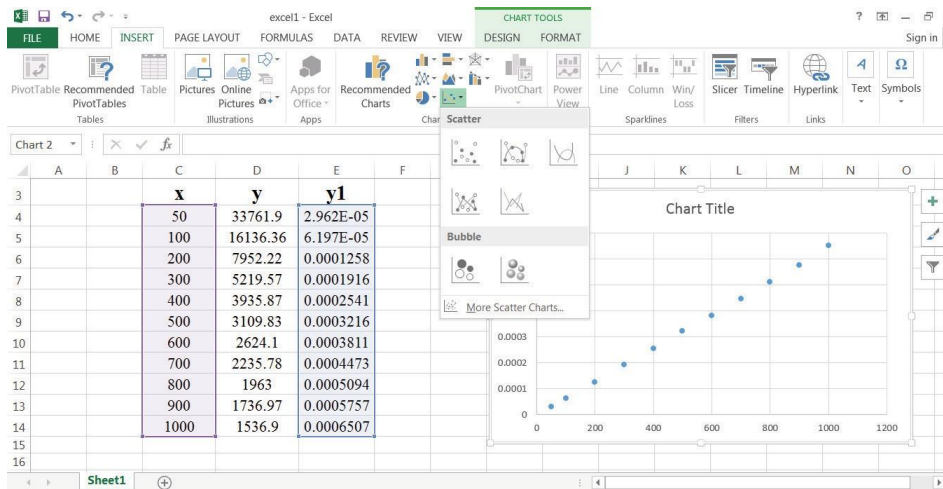 excel1 - Excel
CHART TOOLS
FILE HOME INSERT PAGE LAYOUT FORMULAS DATA REVIEW VIEW DESIGN FORMAT Sign in
PivotTable Recommended PivotTables Table Pictures Online Pictures Apps for Office Recommended Charts PivotChart Power View Line Column Win/Loss Slicer Timeline Hyperlink Text Symbols
Tables Illustrations Apps Char Sparklines Filters Links
Chart 2 fx
A B C D E F J K L M N O
3 x y y1
4 50 33761.9 2.962E-05
5 100 16136.36 6.197E-05
6 200 7952.22 0.0001258
7 300 5219.57 0.0001916
8 400 3935.87 0.0002541
9 500 3109.83 0.0003216
10 600 2624.1 0.0003811
11 700 2235.78 0.0004473
12 800 1963 0.0005094
13 900 1736.97 0.0005757
14 1000 1536.9 0.0006507
15
16
Scatter
Bubble
More Scatter Charts...
Chart Title
0.0003
0.0002
0.0001
0
0 200 400 600 800 1000 1200
Sheet1